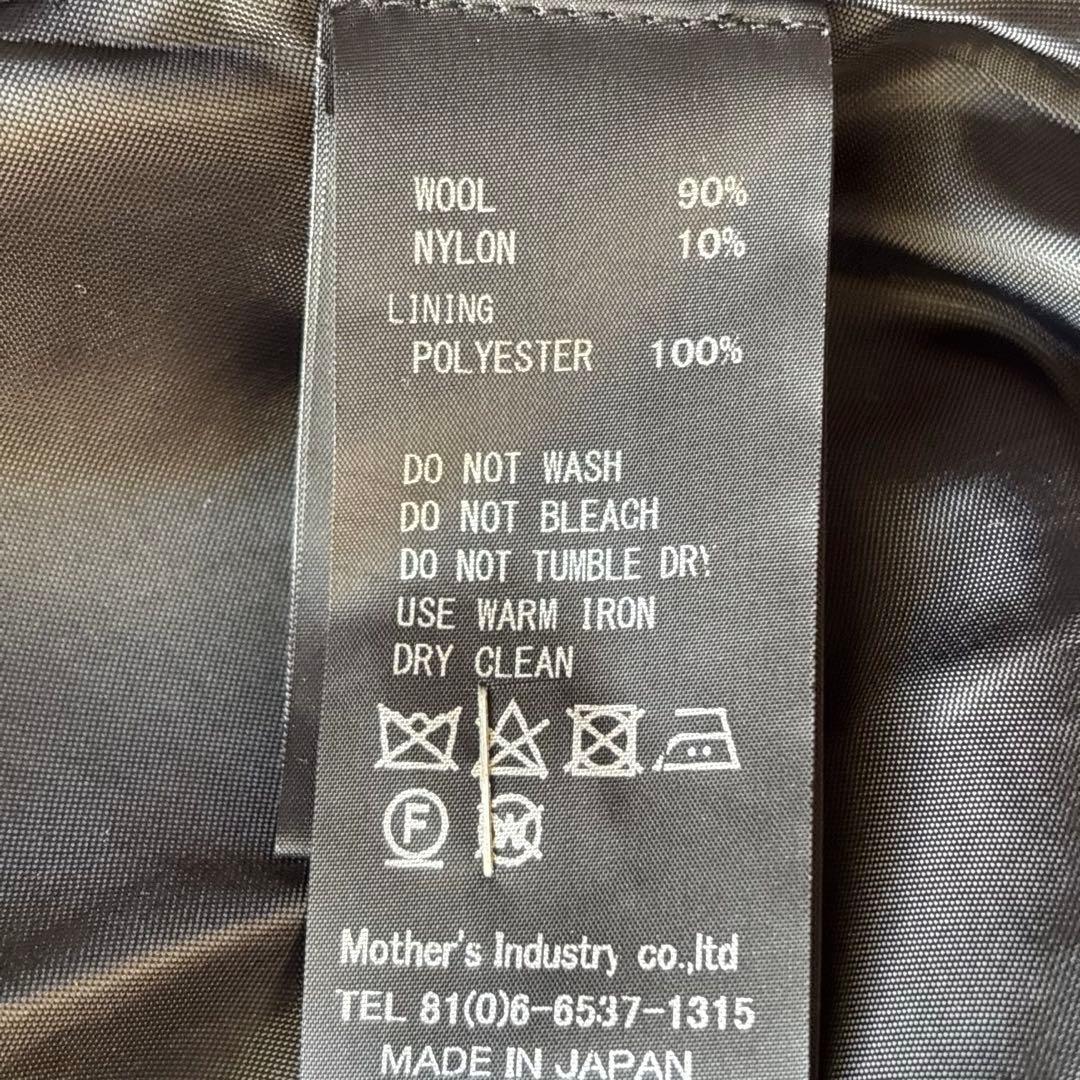 WOOL 90%
NYLON 10%
LINING
POLYESTER 100%
DO NOT WASH
DO NOT BLEACH
DO NOT TUMBLE DRY
USE WARM IRON
DRY CLEAN
F W
Mother's Industry co.,ltd
TEL 81(0)6-6537-1315
MADE IN JAPAN